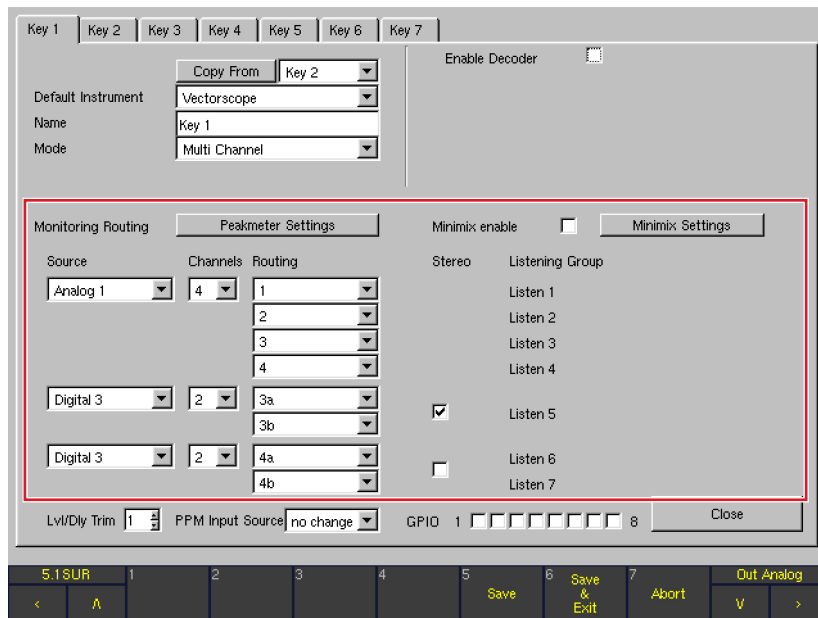 Key 1 Key 2 Key 3 Key 4 Key 5 Key 6 Key 7
Copy From Key 2 Enable Decoder
Default Instrument Vectorscope
Name Key 1
Mode Multi Channel
Monitoring Routing Peakmeter Settings Minimix enable Minimix Settings
Source Channels Routing Stereo Listening Group
Analog 1 4 1 Listen 1
2 Listen 2
3 Listen 3
4 Listen 4
Digital 3 2 3a Listen 5
3b
Digital 3 2 4a Listen 6
4b Listen 7
Lvl/Dly Trim 1 PPM Input Source no change GPIO 1 8 Close
5.1SUR 1 2 3 4 5 Save 6 Save & Exit 7 Abort Out Analog
< Λ V >